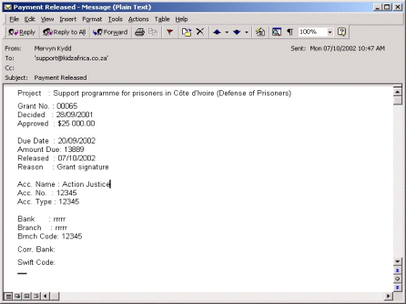 Payment Released - Message (Plain Text)
File Edit View Insert Format Tools Actions Table Help
Reply Reply to All Forward 100%
From: Mervyn Kydd Sent: Mon 07/10/2002 10:47 AM
To: 'support@kidzafrica.co.za'
Cc:
Subject: Payment Released
Project : Support programme for prisoners in Côte d'Ivoire (Defense of Prisoners)
Grant No. : 00065
Decided : 28/09/2001
Approved : $25 000.00
Due Date : 20/09/2002
Amount Due: 13889
Released : 07/10/2002
Reason : Grant signature
Acc. Name : Action Justice
Acc. No. : 12345
Acc. Type : 12345
Bank : rrrrr
Branch : rrrrr
Brnch Code: 12345
Corr. Bank:
Swift Code: